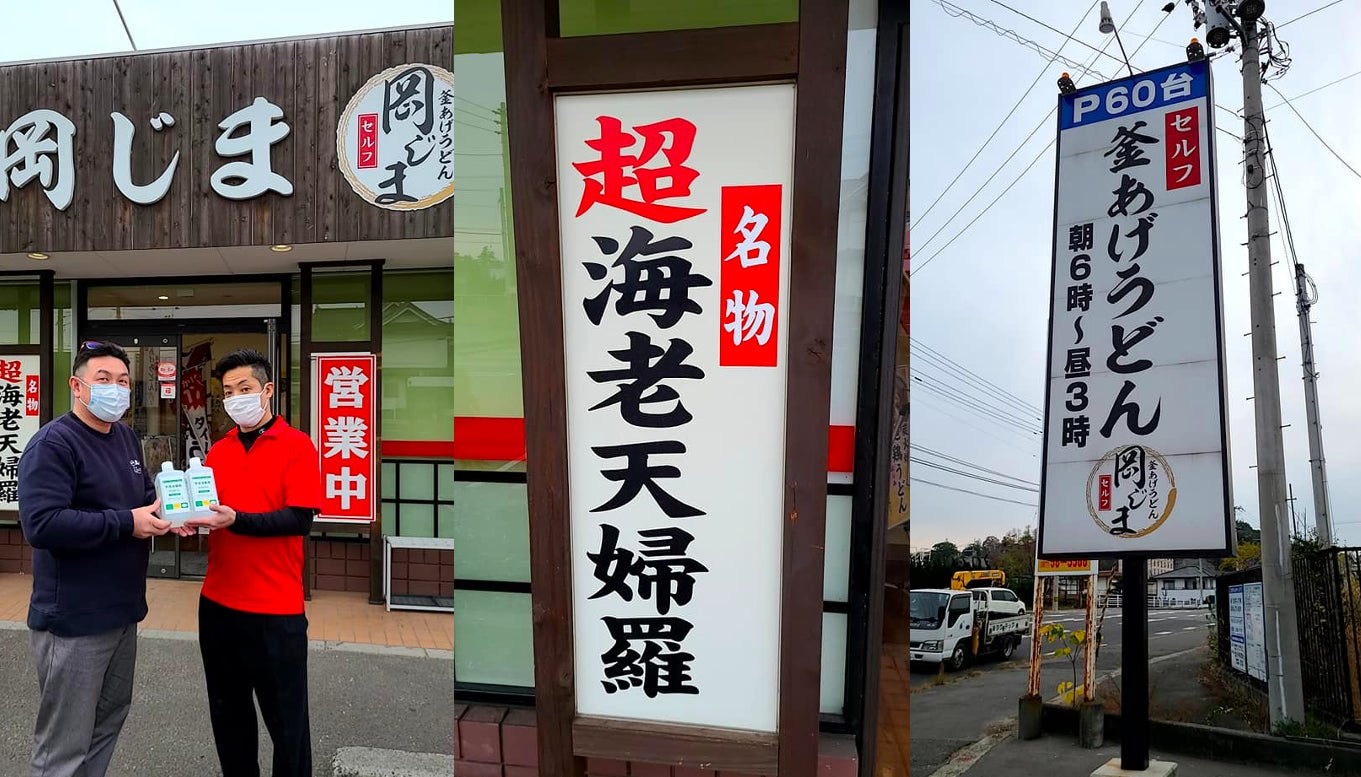 岡じま
セルフ
岡じま
釜あげうどん
超海老天婦羅
名物
営業中
超海老天婦羅
名物
うどん
P60台
セルフ
釜あげうどん
朝6時～昼3時
セルフ
岡じま
釜あげうどん